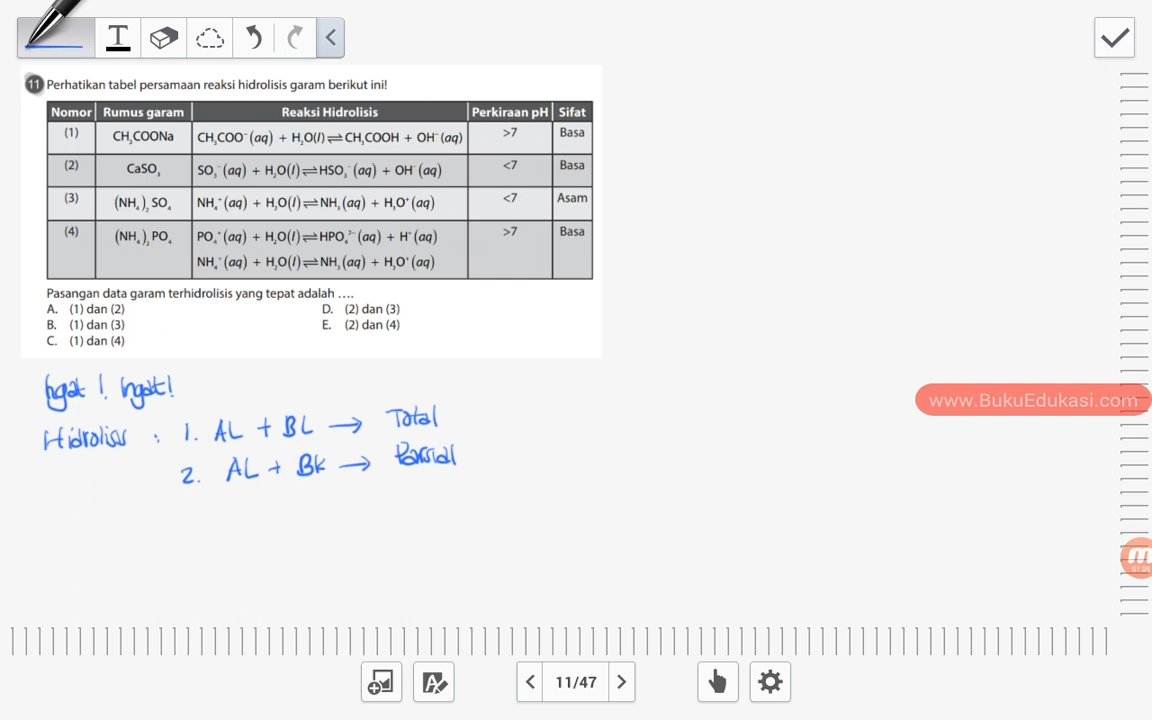 T
11 Perhatikan tabel persamaan reaksi hidrolisis garam berikut ini!
Nomor Rumus garam Reaksi Hidrolisis Perkiraan pH Sifat
(1) CH₃COONa CH₃COO⁻(aq) + H₂O(l)⇌CH₃COOH + OH⁻(aq) >7 Basa
(2) CaSO₃ SO₃⁻(aq) + H₂O(l)⇌HSO₃⁻(aq) + OH⁻(aq) <7 Basa
(3) (NH₄)₂SO₄ NH₄⁺(aq) + H₂O(l)⇌NH₃(aq) + H₃O⁺(aq) <7 Asam
(4) (NH₄)₂PO₄ PO₄⁺(aq) + H₂O(l)⇌HPO₄³⁻(aq) + H⁺(aq) >7 Basa
NH₄⁺(aq) + H₂O(l)⇌NH₃(aq) + H₃O⁺(aq)
Pasangan data garam terhidrolisis yang tepat adalah ....
A. (1) dan (2) D. (2) dan (3)
B. (1) dan (3) E. (2) dan (4)
C. (1) dan (4)
Ingat! Ingat!
Hidrolisis : 1. AL + BL → Total
2. AL + BK → Parsial
www.BukuEdukasi.com
01:09
11/47